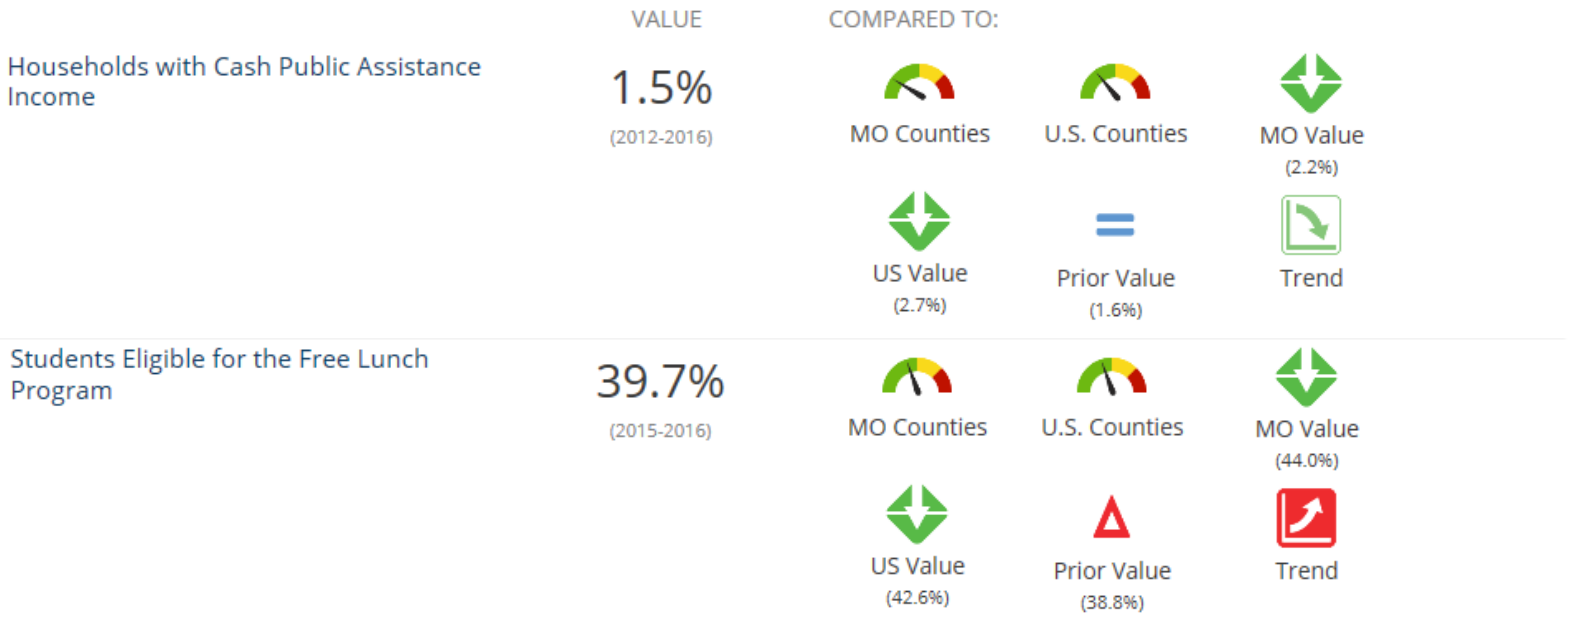 VALUE COMPARED TO:
Households with Cash Public Assistance
Income
1.5%
(2012-2016)
MO Counties
U.S. Counties
MO Value
(2.2%)
US Value
(2.7%)
Prior Value
(1.6%)
Trend
Students Eligible for the Free Lunch
Program
39.7%
(2015-2016)
MO Counties
U.S. Counties
MO Value
(44.0%)
US Value
(42.6%)
Prior Value
(38.8%)
Trend